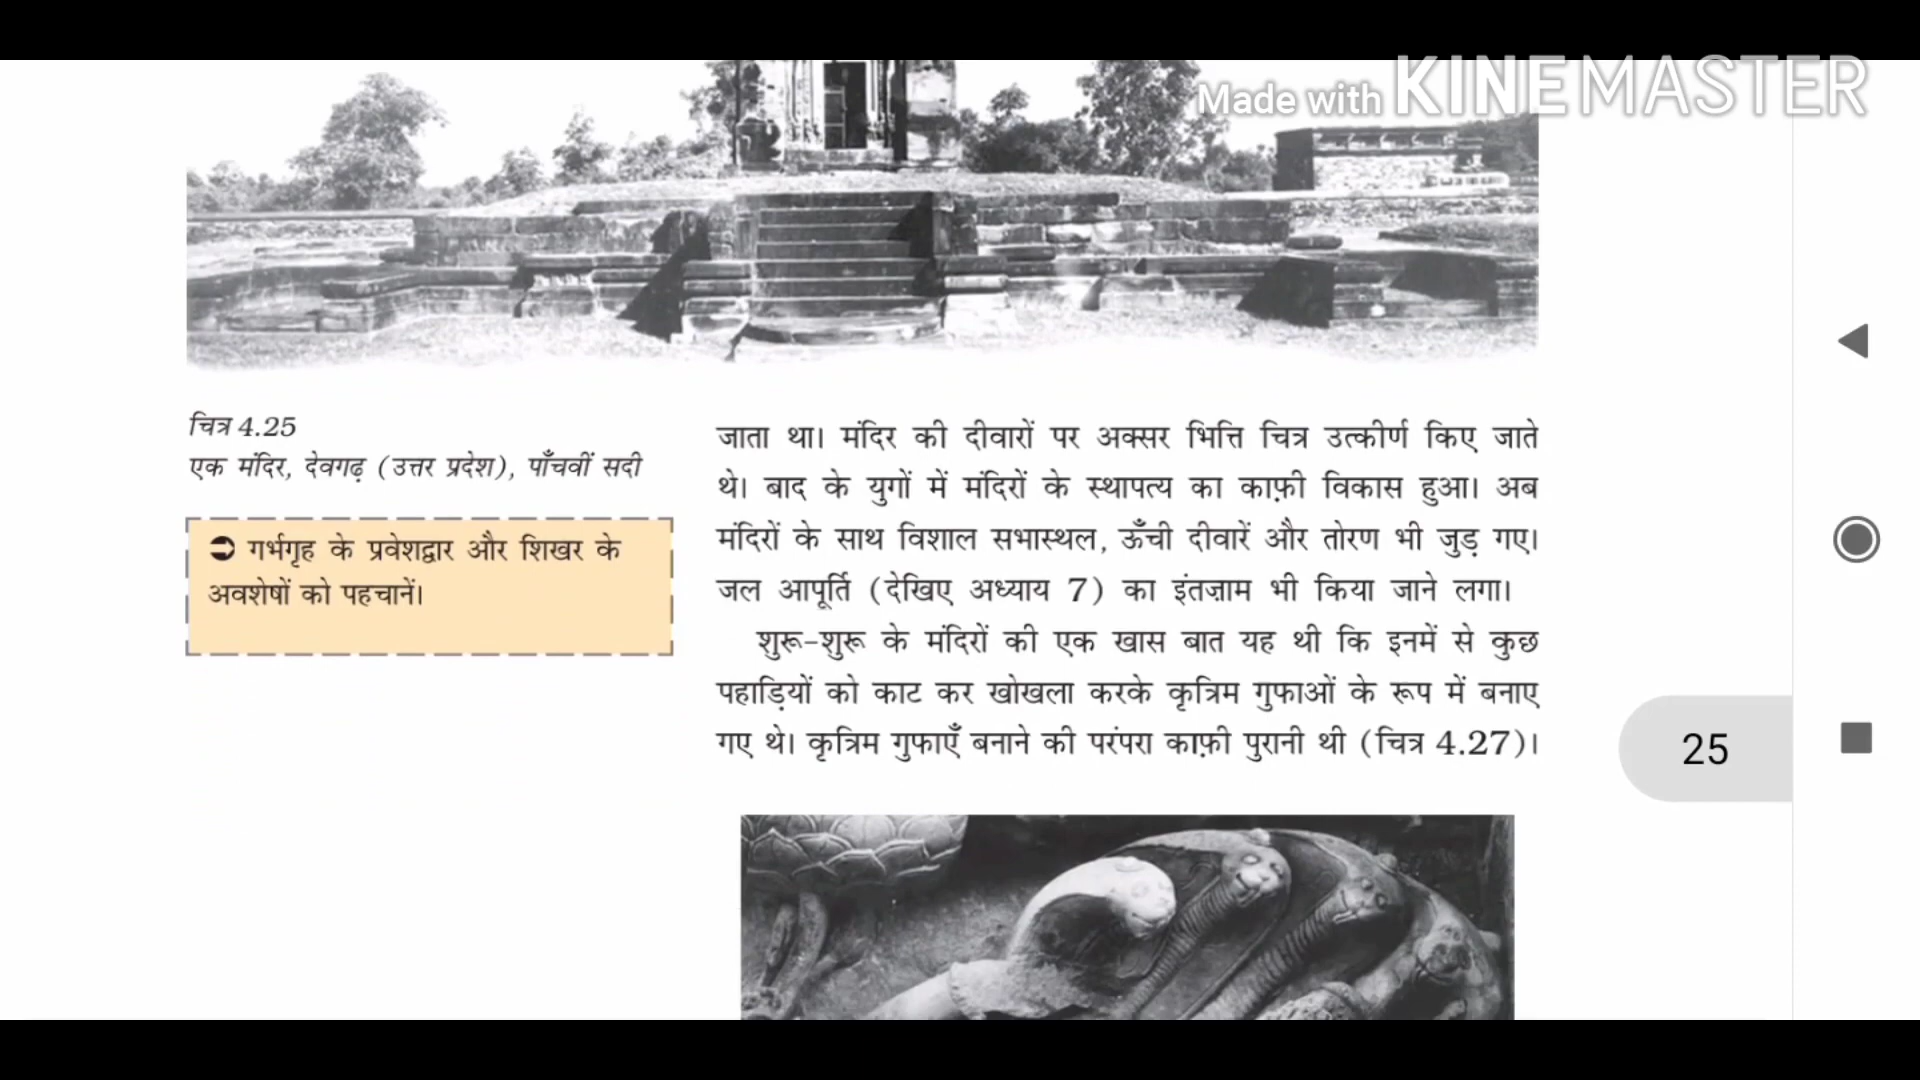 Made with KINEMASTER
चित्र 4.25
एक मंदिर, देवगढ़ (उत्तर प्रदेश), पाँचवीं सदी
➲ गर्भगृह के प्रवेशद्वार और शिखर के
अवशेषों को पहचानें।
जाता था। मंदिर की दीवारों पर अक्सर भित्ति चित्र उत्कीर्ण किए जाते
थे। बाद के युगों में मंदिरों के स्थापत्य का काफ़ी विकास हुआ। अब
मंदिरों के साथ विशाल सभास्थल, ऊँची दीवारें और तोरण भी जुड़ गए।
जल आपूर्ति (देखिए अध्याय 7) का इंतज़ाम भी किया जाने लगा।
शुरू-शुरू के मंदिरों की एक खास बात यह थी कि इनमें से कुछ
पहाड़ियों को काट कर खोखला करके कृत्रिम गुफाओं के रूप में बनाए
गए थे। कृत्रिम गुफाएँ बनाने की परंपरा काफ़ी पुरानी थी (चित्र 4.27)।
25